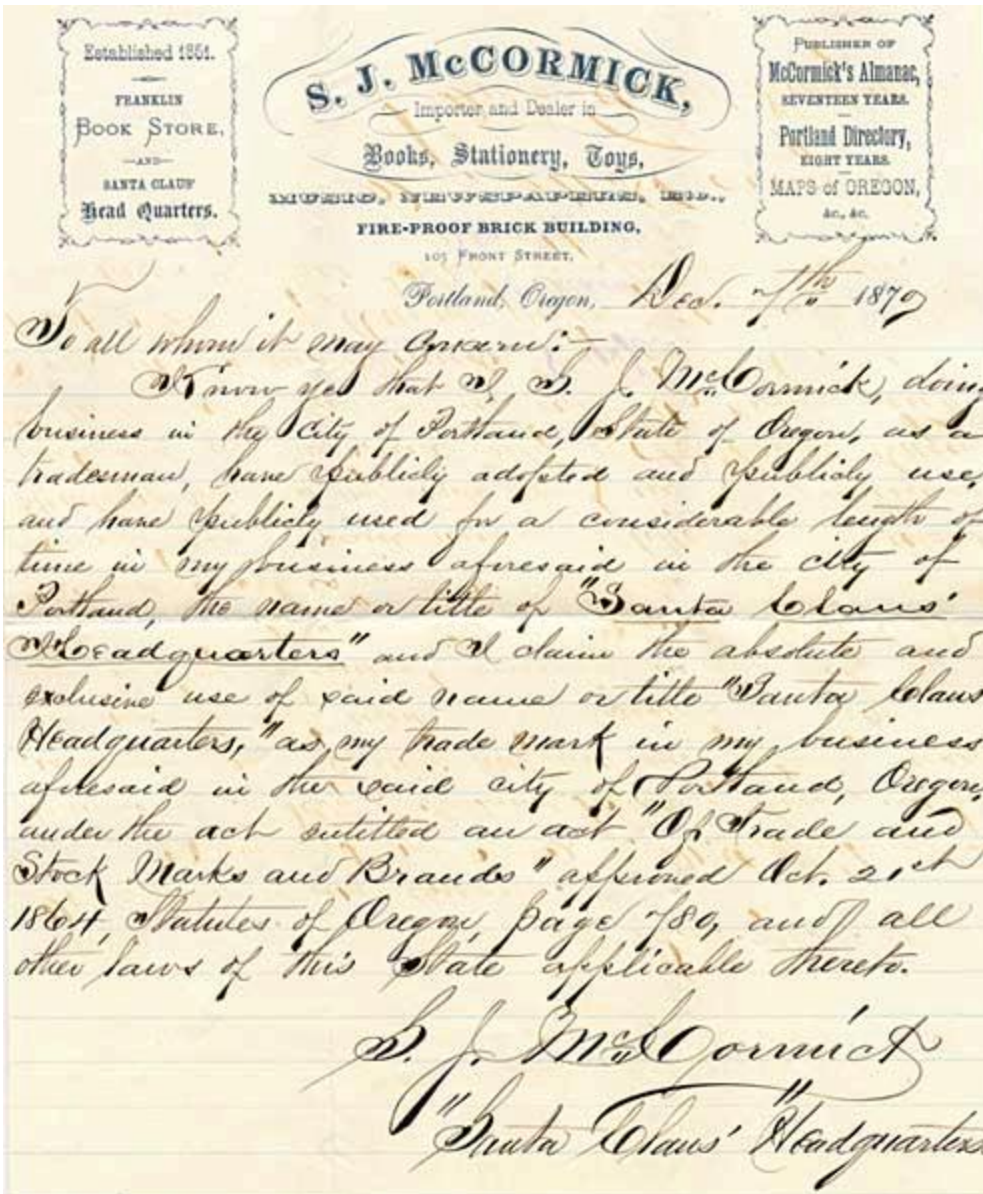 Established 1851.
FRANKLIN
BOOK STORE,
—AND—
SANTA CLAUS'
Head Quarters.
S. J. McCORMICK,
Importer and Dealer in
Books, Stationery, Toys,
MUSIC, NEWSPAPERS, Etc.,
FIRE-PROOF BRICK BUILDING,
105 FRONT STREET,
PUBLISHER OF
McCormick's Almanac,
SEVENTEEN YEARS.
Portland Directory,
EIGHT YEARS.
MAPS of OREGON,
&c., &c.
Portland, Oregon, Dec. 7th 1870
To all whom it may concern:—
Know ye that I, S. J. McCormick, doing
business in the City of Portland, State of Oregon, as a
tradesman, have publicly adopted and publicly use,
and have publicly used for a considerable length of
time in my business aforesaid in the city of
Portland, the name or title of "Santa Claus'
Headquarters" and I claim the absolute and
exclusive use of said name or title "Santa Claus
Headquarters," as my trade mark in my business
aforesaid in the said city of Portland, Oregon,
under the act entitled an act "Of Trade and
Stock Marks and Brands" approved Oct. 21st
1864, Statutes of Oregon, page 780, and all
other laws of this State applicable thereto.
S. J. McCormick
"Santa Claus' Headquarters"